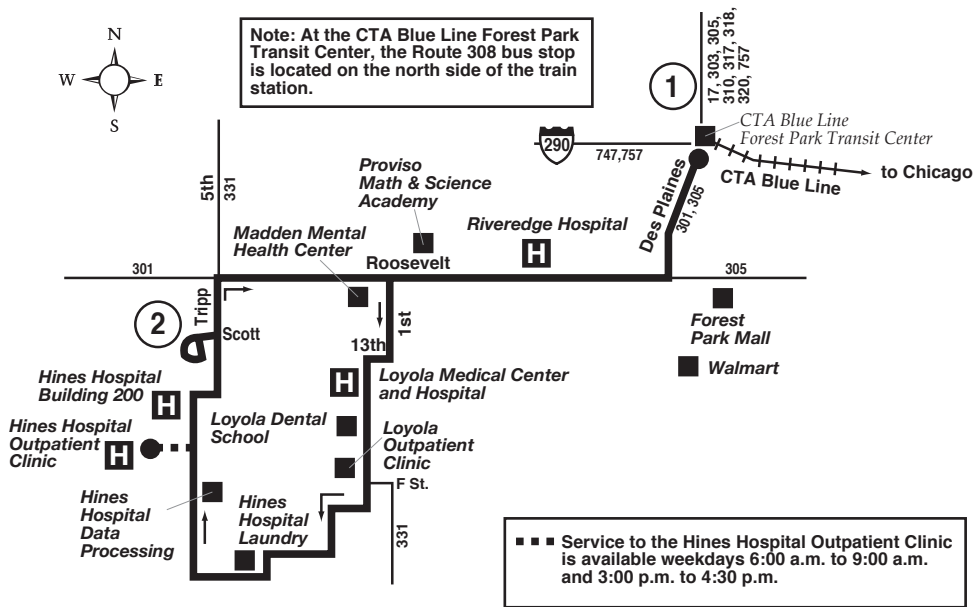 N
W
E
S
Note: At the CTA Blue Line Forest Park
Transit Center, the Route 308 bus stop
is located on the north side of the train
station.
1
17, 303, 305,
310, 317, 318,
320, 757
CTA Blue Line
Forest Park Transit Center
290
747,757
CTA Blue Line
to Chicago
Des Plaines
301, 305
5th
331
Proviso
Math & Science
Academy
Riveredge Hospital
H
Madden Mental
Health Center
Roosevelt
301
305
Tripp
2
Scott
1st
13th
Forest
Park Mall
Walmart
Hines Hospital
Building 200
H
H
Loyola Medical Center
and Hospital
Hines Hospital
Outpatient
Clinic
H
Loyola Dental
School
Loyola
Outpatient
Clinic
F St.
Hines
Hospital
Data
Processing
Hines
Hospital
Laundry
331
Service to the Hines Hospital Outpatient Clinic
is available weekdays 6:00 a.m. to 9:00 a.m.
and 3:00 p.m. to 4:30 p.m.